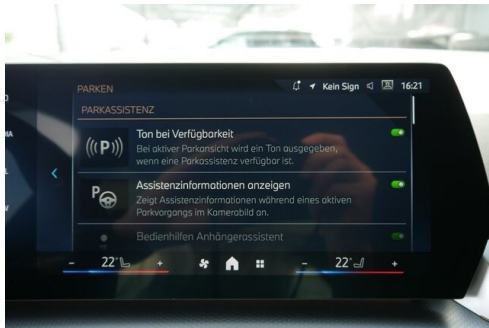 PARKEN
Kein Sign 16:21
PARKASSISTENZ
((( P )))
Ton bei Verfügbarkeit
Bei aktiver Parkansicht wird ein Ton ausgegeben,
wenn eine Parkassistenz verfügbar ist.
P
Assistenzinformationen anzeigen
Zeigt Assistenzinformationen während eines aktiven
Parkvorgangs im Kamerabild an.
Bedienhilfen Anhängerassistent
- 22° + - 22° +